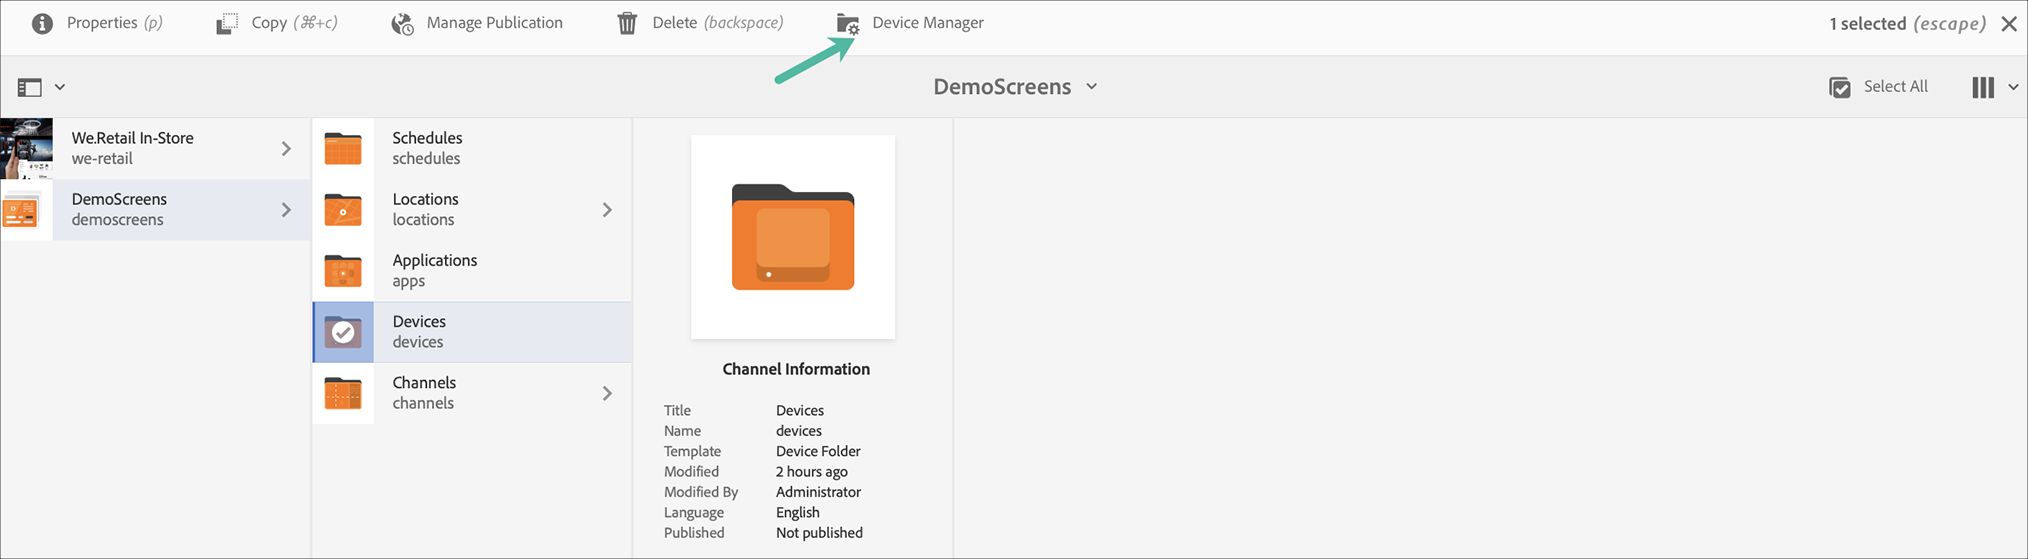 Properties (p)
Copy (⌘+c)
Manage Publication
Delete (backspace)
Device Manager
1 selected (escape)
DemoScreens
Select All
We.Retail In-Store
we-retail
DemoScreens
demoscreens
Schedules
schedules
Locations
locations
Applications
apps
Devices
devices
Channels
channels
Channel Information
Title Devices
Name devices
Template Device Folder
Modified 2 hours ago
Modified By Administrator
Language English
Published Not published